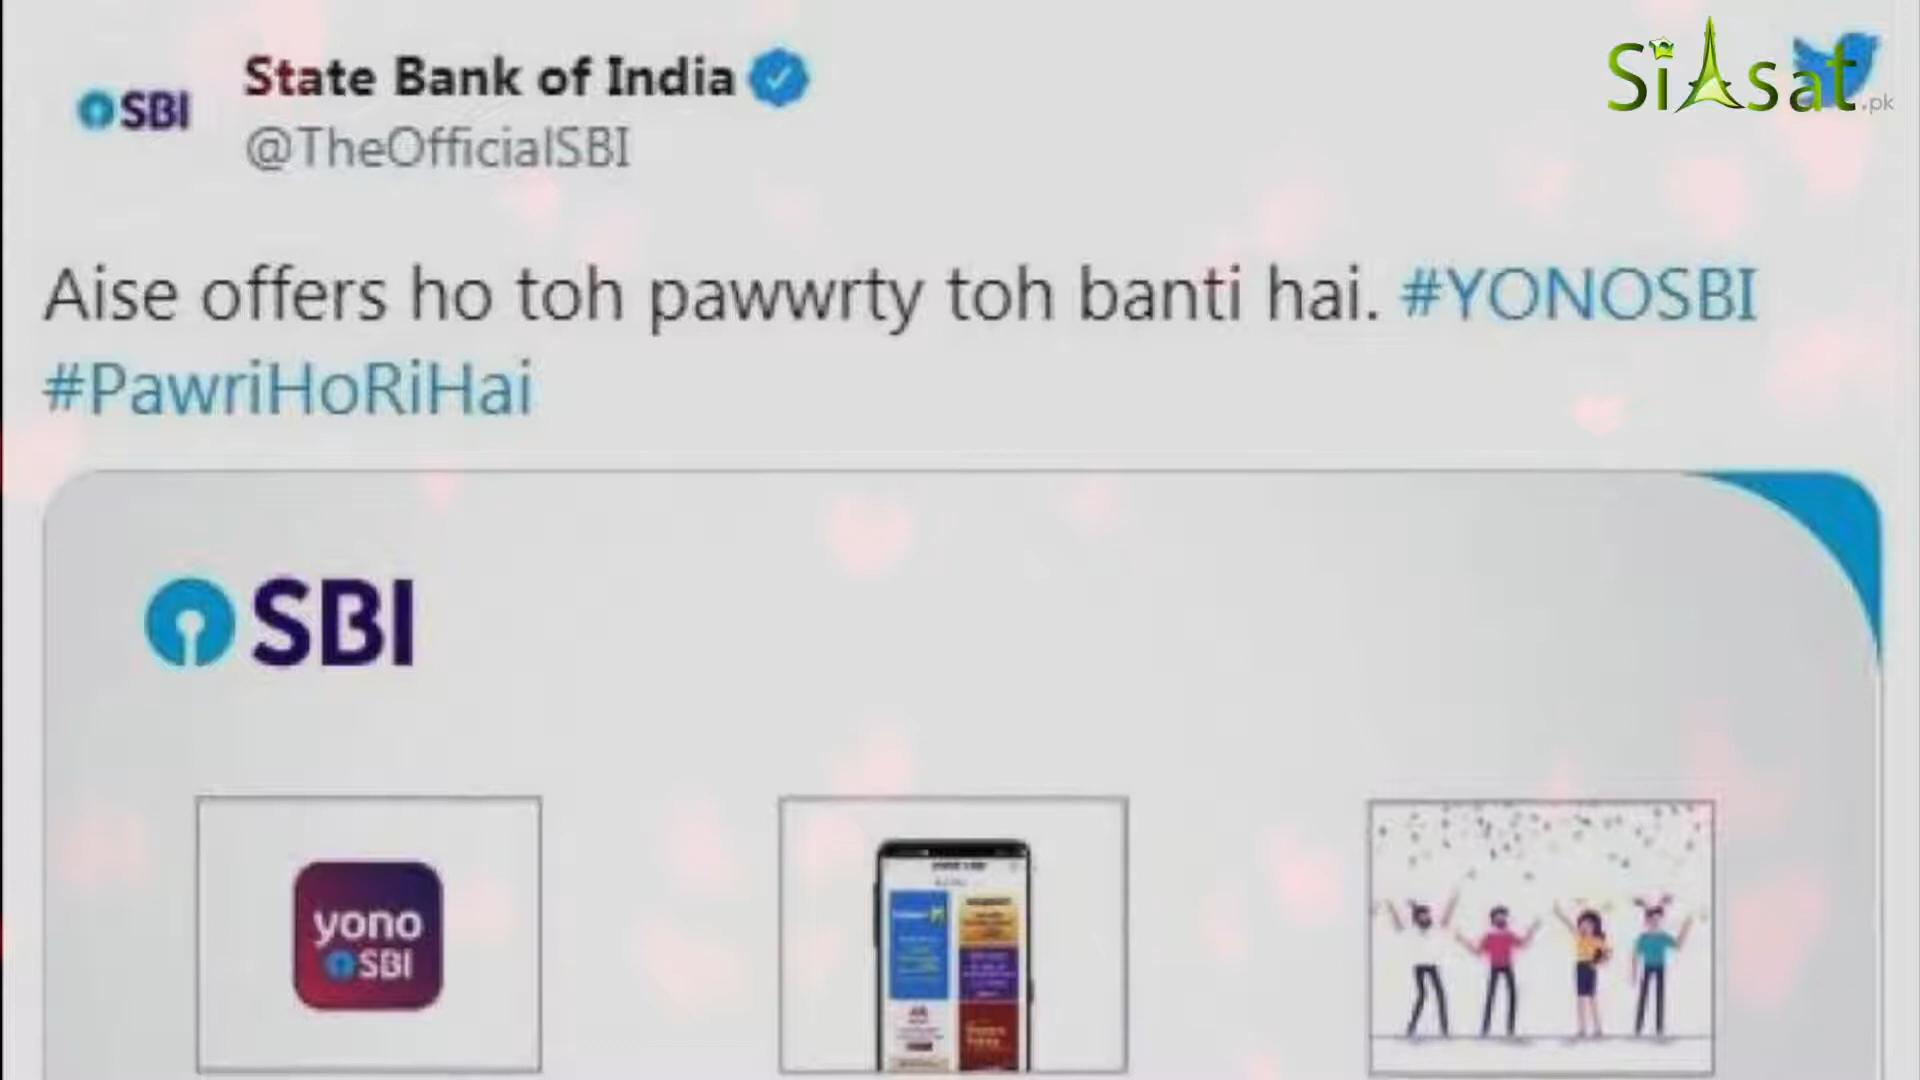 State Bank of India
@TheOfficialSBI
SBI
SiAsat.pk
Aise offers ho toh pawwrty toh banti hai. #YONOSBI
#PawriHoRiHai
SBI
yono
SBI